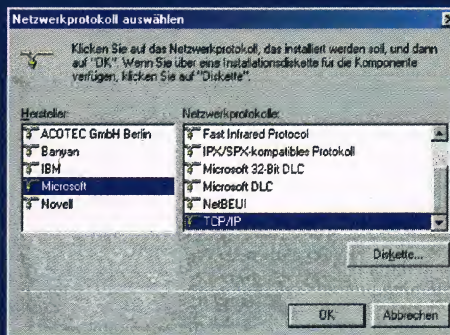 Netzwerkprotokoll auswählen
Klicken Sie auf das Netzwerkprotokoll, das installiert werden soll, und dann
auf "OK". Wenn Sie über eine Installationsdiskette für die Komponente
verfügen, klicken Sie auf "Diskette".
Hersteller: Netzwerkprotokolle:
ACOTEC GmbH Berlin
Banyan
IBM
Microsoft
Novell
Fast Infrared Protocol
IPX/SPX-kompatibles Protokoll
Microsoft 32-Bit DLC
Microsoft DLC
NetBEUI
TCP/IP
Diskette...
OK Abbrechen